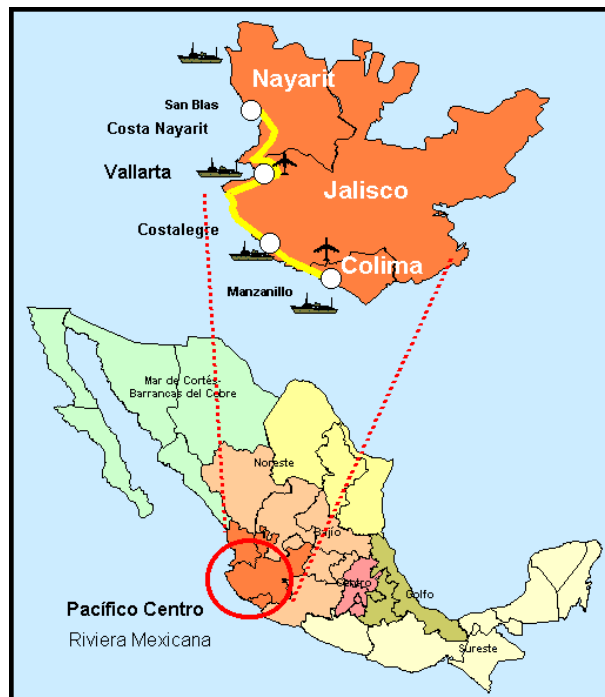 Nayarit
San Blas
Costa Nayarit
Vallarta
Jalisco
Costalegre
Colima
Manzanillo
Mar de Cortés-
Barrancas del Cobre
Noreste
Bajío
Centro
Golfo
Pacífico Centro
Riviera Mexicana
Sureste